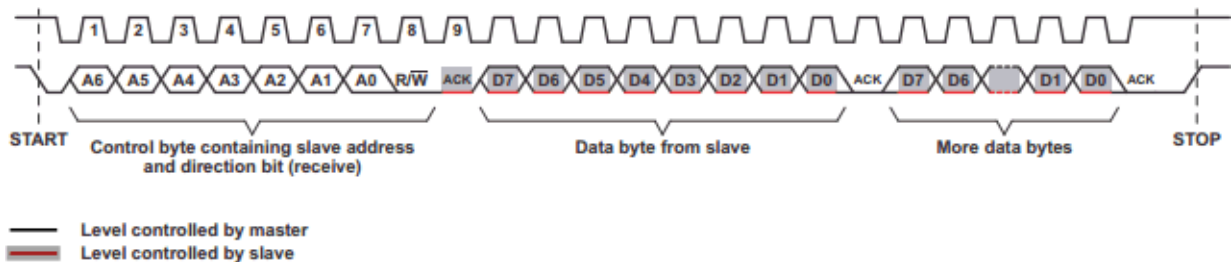 1 2 3 4 5 6 7 8 9
A6 A5 A4 A3 A2 A1 A0 R/W̅ ACK D7 D6 D5 D4 D3 D2 D1 D0 ACK D7 D6 D1 D0 ACK
START
Control byte containing slave address
and direction bit (receive)
Data byte from slave
More data bytes
STOP
Level controlled by master
Level controlled by slave